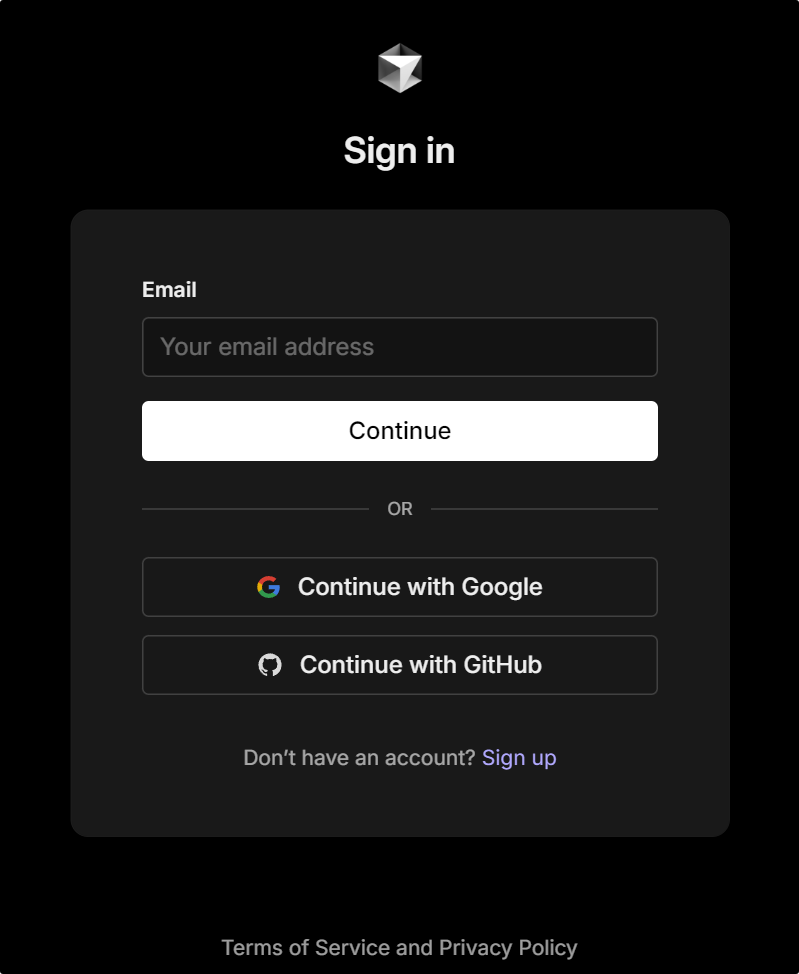 Sign in
Email
Your email address
Continue
OR
Continue with Google
Continue with GitHub
Don’t have an account? Sign up
Terms of Service and Privacy Policy